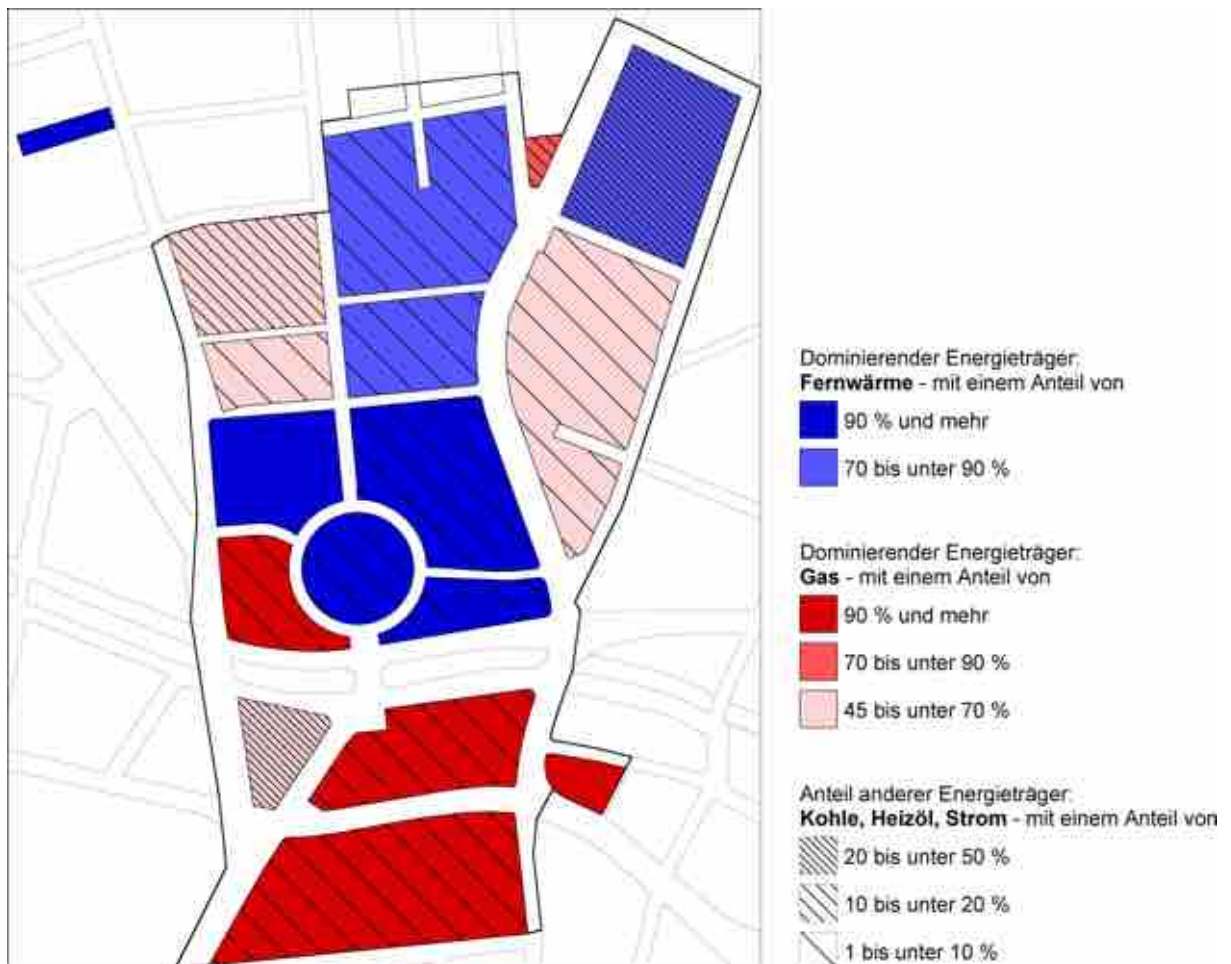 Dominierender Energieträger:
Fernwärme - mit einem Anteil von
90 % und mehr
70 bis unter 90 %
Dominierender Energieträger:
Gas - mit einem Anteil von
90 % und mehr
70 bis unter 90 %
45 bis unter 70 %
Anteil anderer Energieträger:
Kohle, Heizöl, Strom - mit einem Anteil von
20 bis unter 50 %
10 bis unter 20 %
1 bis unter 10 %